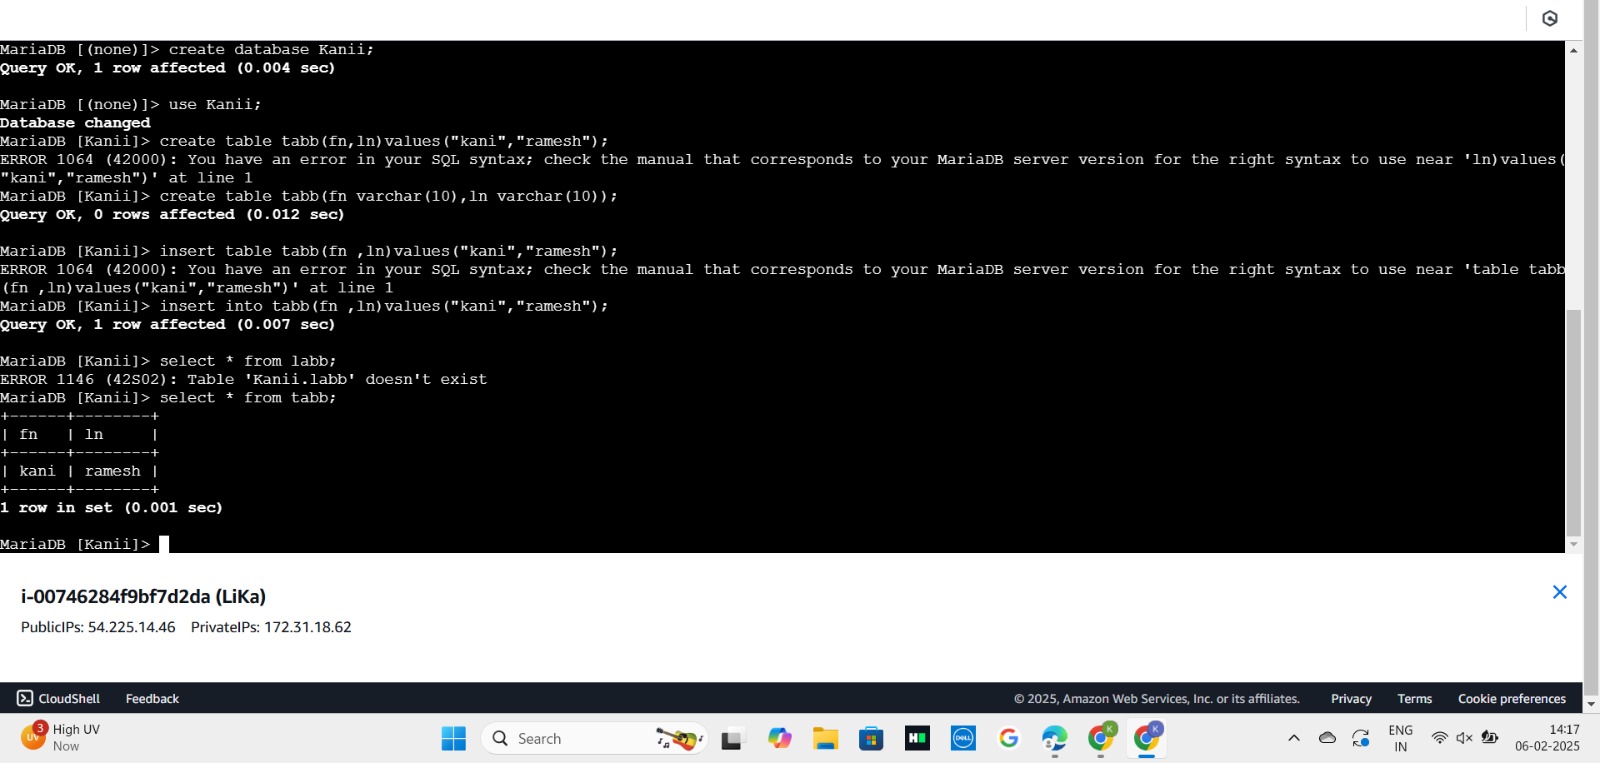 MariaDB [(none)]> create database Kanii;
Query OK, 1 row affected (0.004 sec)
MariaDB [(none)]> use Kanii;
Database changed
MariaDB [Kanii]> create table tabb(fn,ln)values("kani","ramesh");
ERROR 1064 (42000): You have an error in your SQL syntax; check the manual that corresponds to your MariaDB server version for the right syntax to use near 'ln)values(
"kani","ramesh")' at line 1
MariaDB [Kanii]> create table tabb(fn varchar(10),ln varchar(10));
Query OK, 0 rows affected (0.012 sec)
MariaDB [Kanii]> insert table tabb(fn ,ln)values("kani","ramesh");
ERROR 1064 (42000): You have an error in your SQL syntax; check the manual that corresponds to your MariaDB server version for the right syntax to use near 'table tabb
(fn ,ln)values("kani","ramesh")' at line 1
MariaDB [Kanii]> insert into tabb(fn ,ln)values("kani","ramesh");
Query OK, 1 row affected (0.007 sec)
MariaDB [Kanii]> select * from labb;
ERROR 1146 (42S02): Table 'Kanii.labb' doesn't exist
MariaDB [Kanii]> select * from tabb;
+------+--------+
| fn   | ln     |
+------+--------+
| kani | ramesh |
+------+--------+
1 row in set (0.001 sec)
MariaDB [Kanii]>
i-00746284f9bf7d2da (LiKa)
PublicIPs: 54.225.14.46 PrivateIPs: 172.31.18.62
CloudShell Feedback © 2025, Amazon Web Services, Inc. or its affiliates. Privacy Terms Cookie preferences
3 UV High UV
Now
Search
DELL
K
K
ENG
IN
14:17
06-02-2025